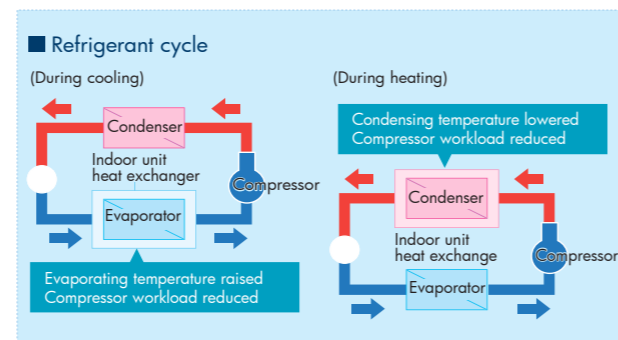 Refrigerant cycle
(During cooling)
Condenser
Indoor unit
heat exchanger
Compressor
Evaporator
Evaporating temperature raised
Compressor workload reduced
(During heating)
Condensing temperature lowered
Compressor workload reduced
Condenser
Indoor unit
heat exchange
Compressor
Evaporator